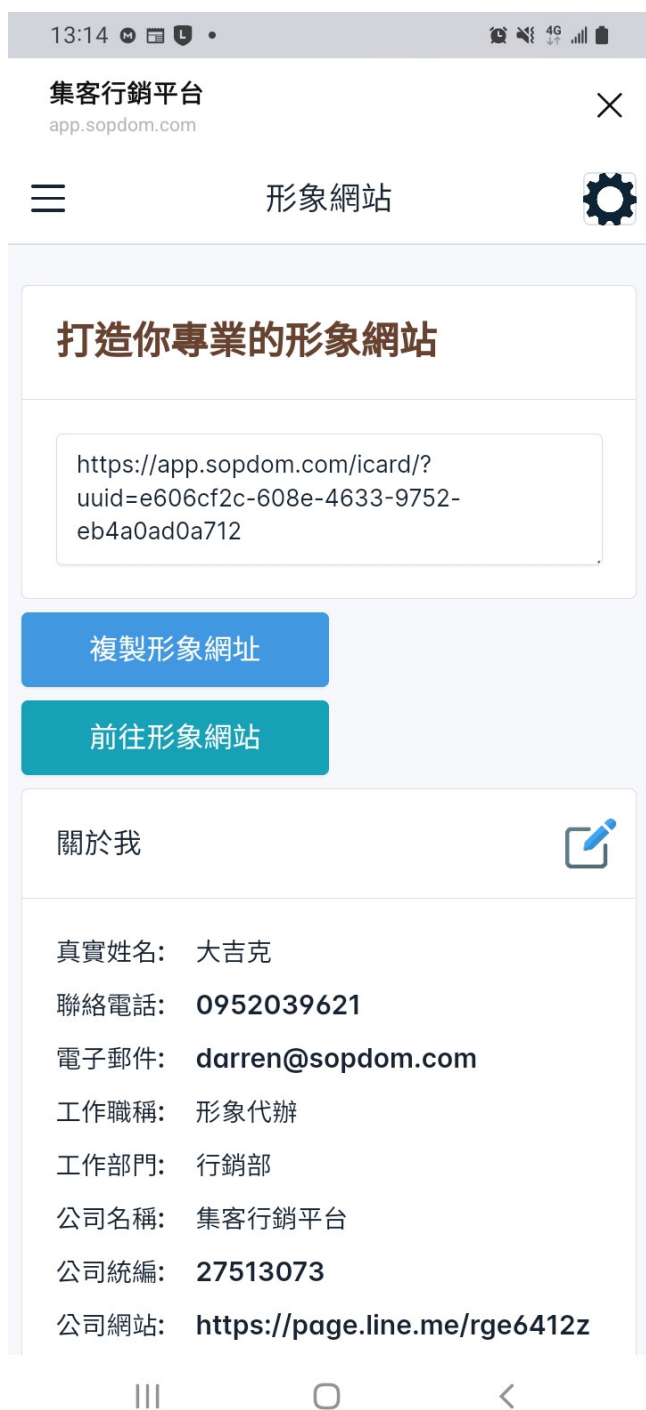 13:14
4G
集客行銷平台
app.sopdom.com
形象網站
打造你專業的形象網站
https://app.sopdom.com/icard/?
uuid=e606cf2c-608e-4633-9752-
eb4a0ad0a712
複製形象網址
前往形象網站
關於我
真實姓名: 大吉克
聯絡電話: 0952039621
電子郵件: darren@sopdom.com
工作職稱: 形象代辦
工作部門: 行銷部
公司名稱: 集客行銷平台
公司統編: 27513073
公司網站: https://page.line.me/rge6412z